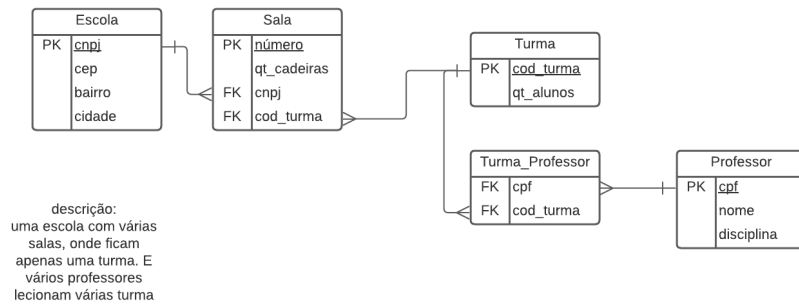 Escola
PK cnpj
cep
bairro
cidade
Sala
PK número
qt_cadeiras
FK cnpj
FK cod_turma
Turma
PK cod_turma
qt_alunos
Turma_Professor
FK cpf
FK cod_turma
Professor
PK cpf
nome
disciplina
descrição:
uma escola com várias
salas, onde ficam
apenas uma turma. E
vários professores
lecionam várias turma